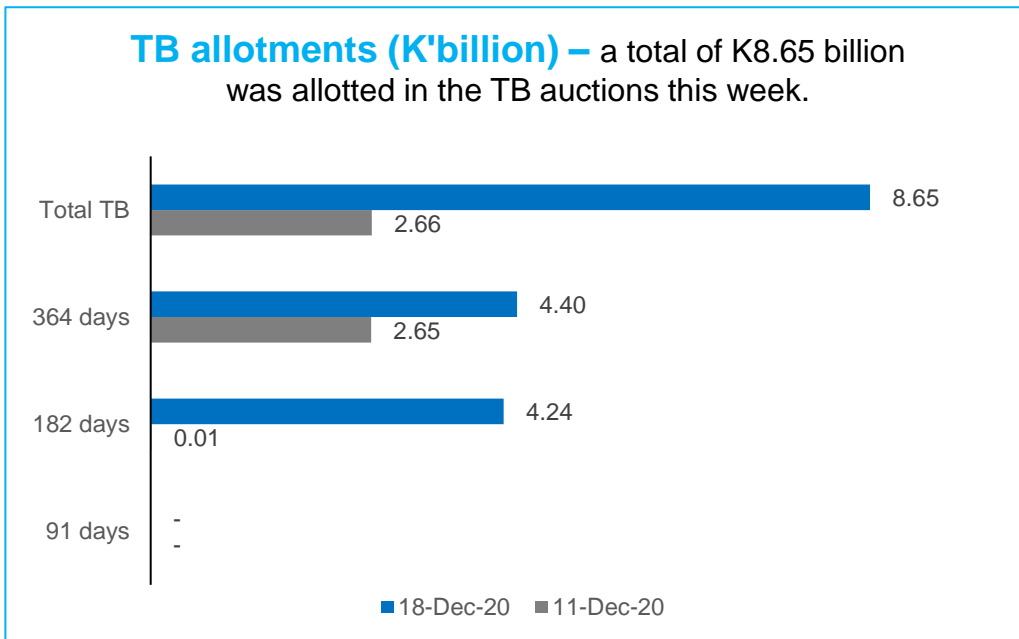 TB allotments (K'billion) – a total of K8.65 billion
was allotted in the TB auctions this week.
Total TB
8.65
2.66
364 days
4.40
2.65
182 days
4.24
0.01
91 days
-
-
18-Dec-20 11-Dec-20